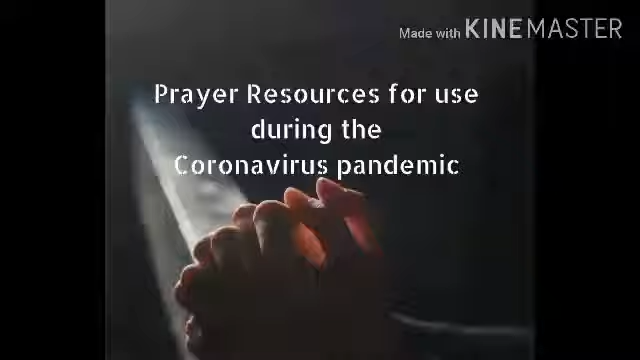 Made with KINEMASTER
Prayer Resources for use
during the
Coronavirus pandemic